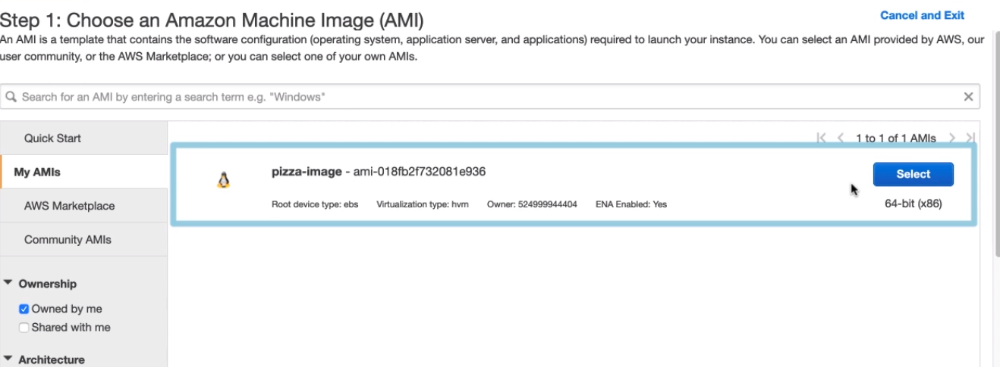 Step 1: Choose an Amazon Machine Image (AMI)
Cancel and Exit
An AMI is a template that contains the software configuration (operating system, application server, and applications) required to launch your instance. You can select an AMI provided by AWS, our
user community, or the AWS Marketplace; or you can select one of your own AMIs.
Search for an AMI by entering a search term e.g. "Windows"
Quick Start
My AMIs
AWS Marketplace
Community AMIs
Ownership
Owned by me
Shared with me
Architecture
1 to 1 of 1 AMIs
pizza-image - ami-018fb2f732081e936
Select
Root device type: ebs Virtualization type: hvm Owner: 524999944404 ENA Enabled: Yes
64-bit (x86)